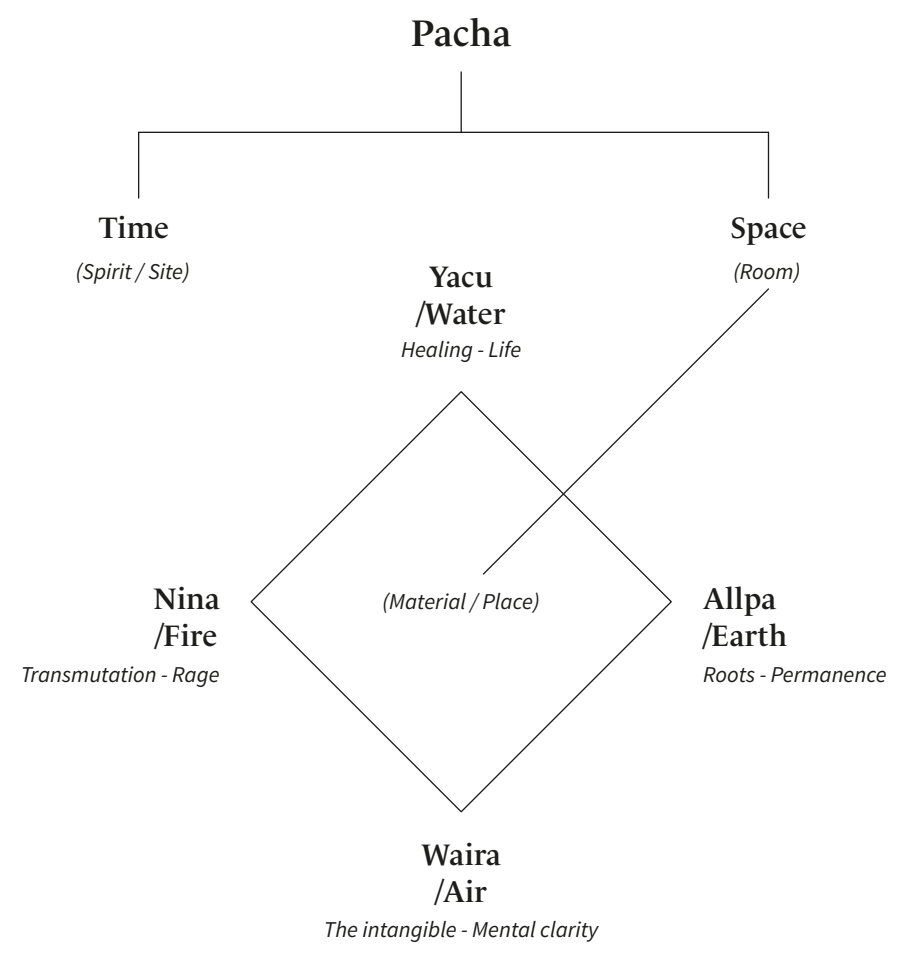 Pacha
Time
(Spirit / Site)
Space
(Room)
Yacu
/Water
Healing - Life
Nina
/Fire
Transmutation - Rage
(Material / Place)
Allpa
/Earth
Roots - Permanence
Waira
/Air
The intangible - Mental clarity